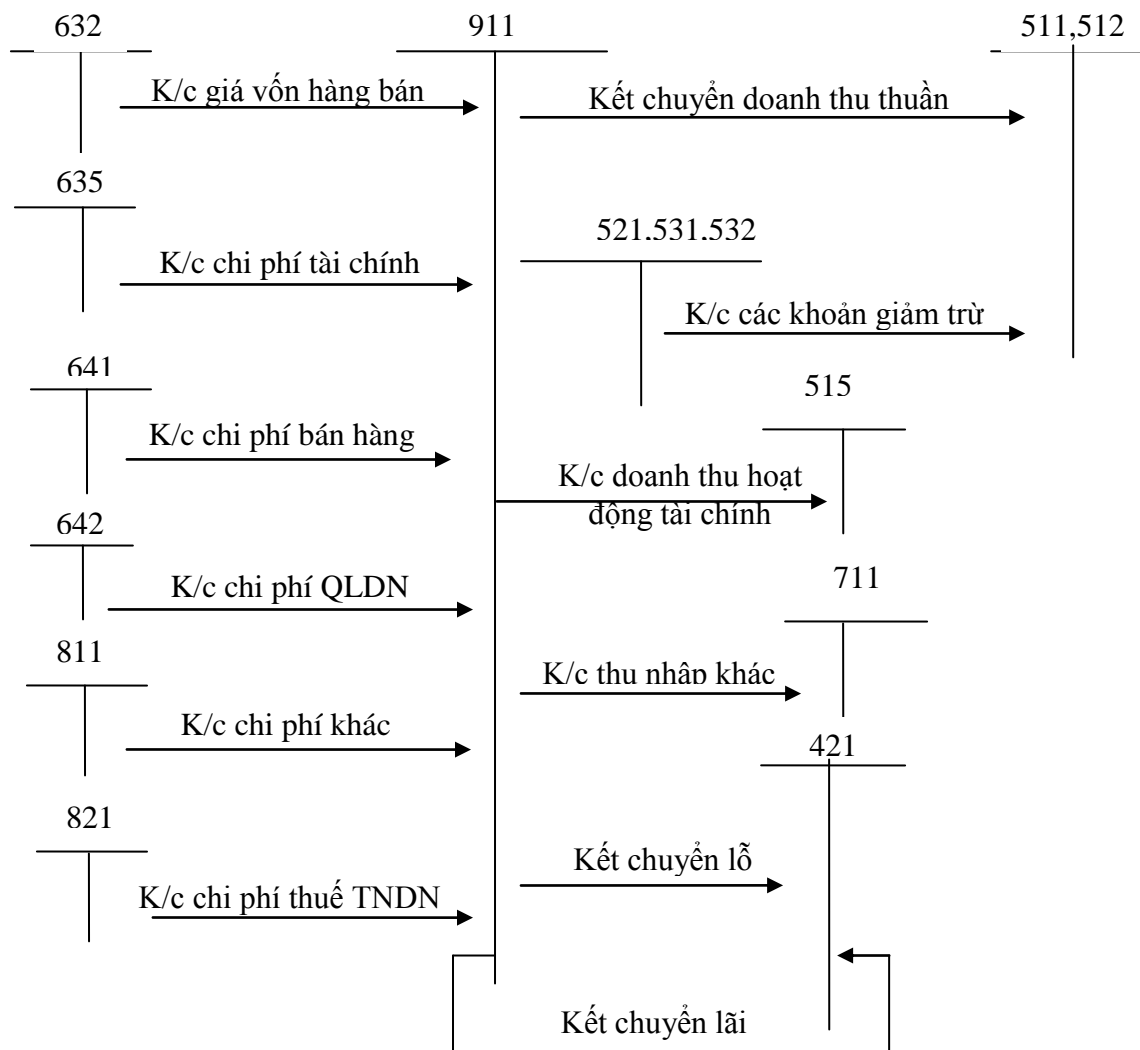 632
911
511,512
K/c giá vốn hàng bán
Kết chuyển doanh thu thuần
635
521,531,532
K/c chi phí tài chính
K/c các khoản giảm trừ
641
515
K/c chi phí bán hàng
K/c doanh thu hoạt
động tài chính
642
K/c chi phí QLDN
711
811
K/c thu nhập khác
K/c chi phí khác
421
821
Kết chuyển lỗ
K/c chi phí thuế TNDN
Kết chuyển lãi